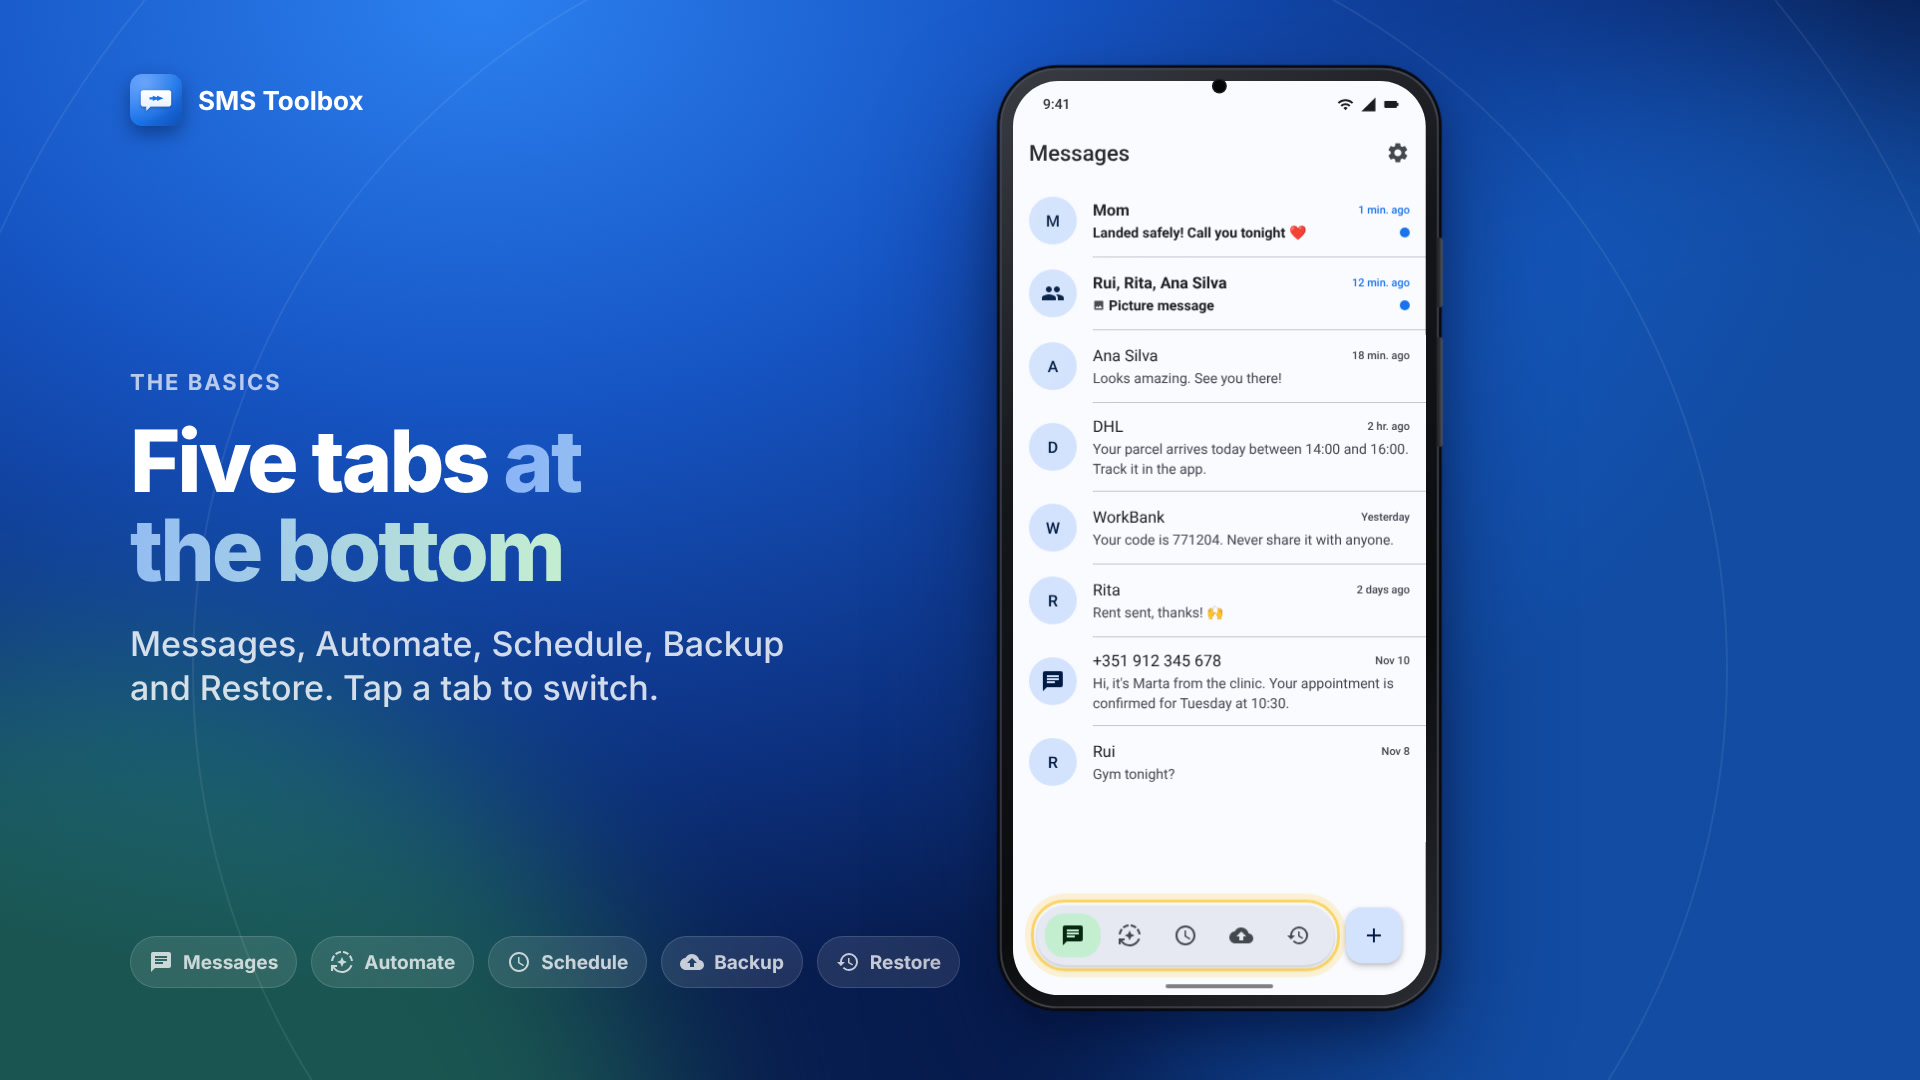 SMS Toolbox
THE BASICS
Five tabs at
the bottom
Messages, Automate, Schedule, Backup
and Restore. Tap a tab to switch.
Messages
Automate
Schedule
Backup
Restore
9:41
Messages
M
Mom
1 min. ago
Landed safely! Call you tonight ❤️
Rui, Rita, Ana Silva
12 min. ago
Picture message
A
Ana Silva
18 min. ago
Looks amazing. See you there!
D
DHL
2 hr. ago
Your parcel arrives today between 14:00 and 16:00.
Track it in the app.
W
WorkBank
Yesterday
Your code is 771204. Never share it with anyone.
R
Rita
2 days ago
Rent sent, thanks! 🙌
+351 912 345 678
Nov 10
Hi, it's Marta from the clinic. Your appointment is
confirmed for Tuesday at 10:30.
R
Rui
Nov 8
Gym tonight?